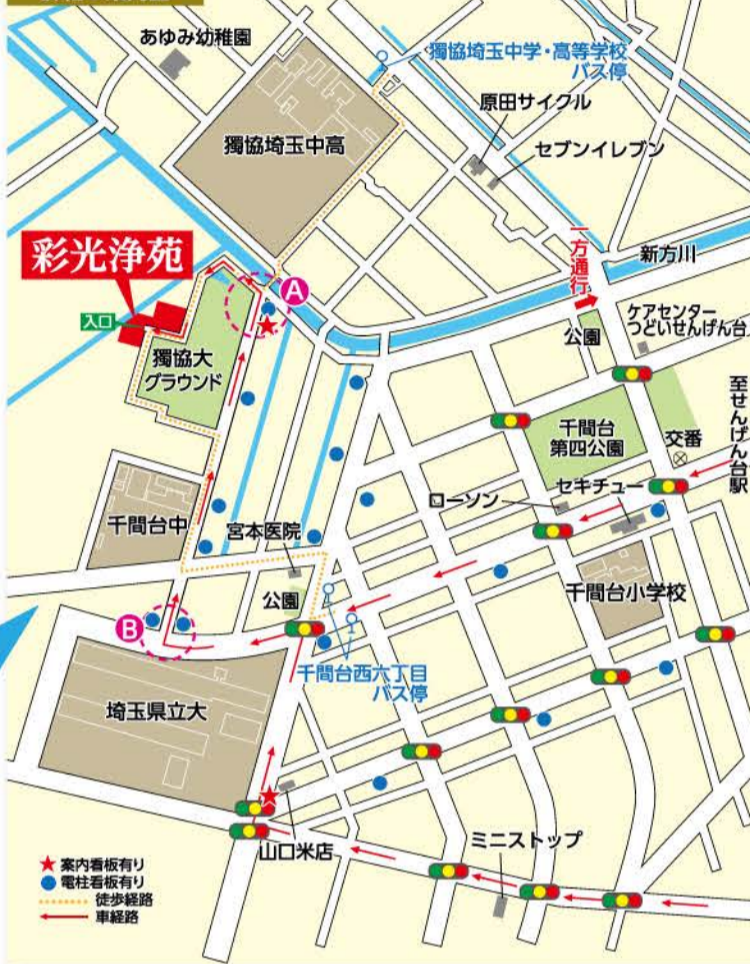 あゆみ幼稚園
獨協埼玉中学・高等学校
バス停
原田サイクル
獨協埼玉中高
セブンイレブン
一方通行
新方川
彩光浄苑
A
入口
公園
ケアセンター
つどいせんげん台
獨協大
グラウンド
至せんげん台駅
千間台
第四公園
交番
ローソン
セキチュー
千間台中
宮本医院
千間台小学校
公園
B
千間台西六丁目
バス停
埼玉県立大
山口米店
ミニストップ
案内看板有り
電柱看板有り
徒歩経路
車経路